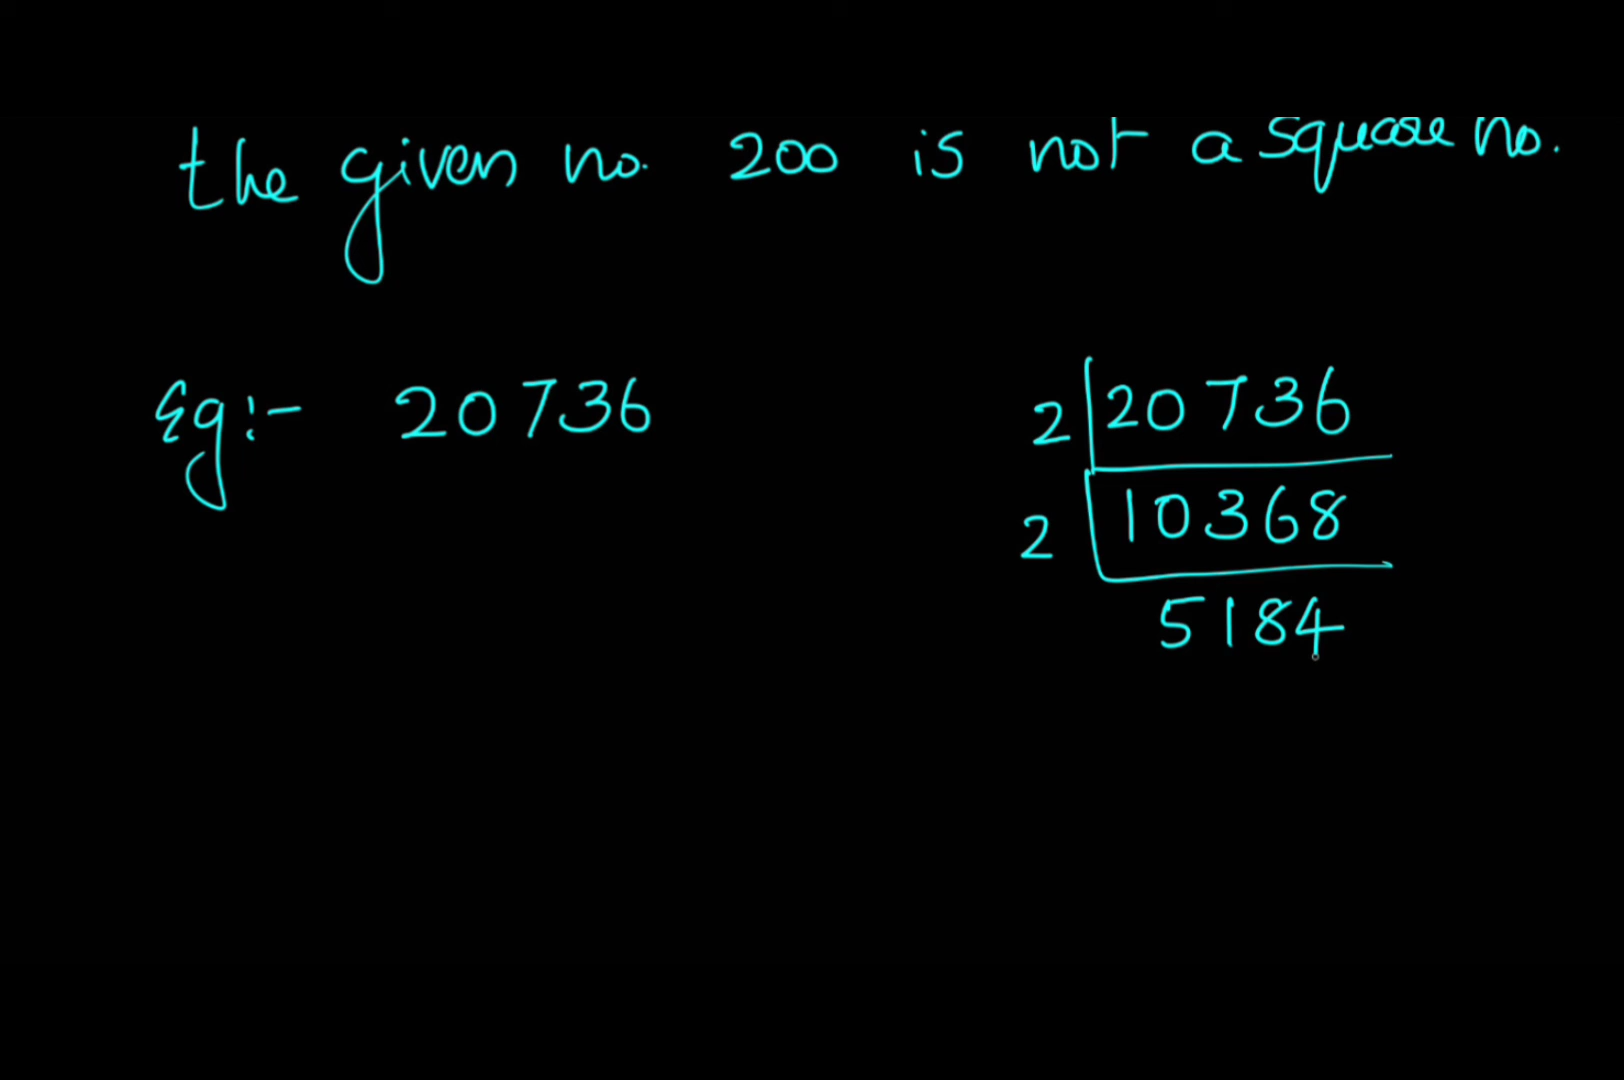 the given no. 200 is not a square no.
Eg:- 20736
2 20736
2 10368
5184